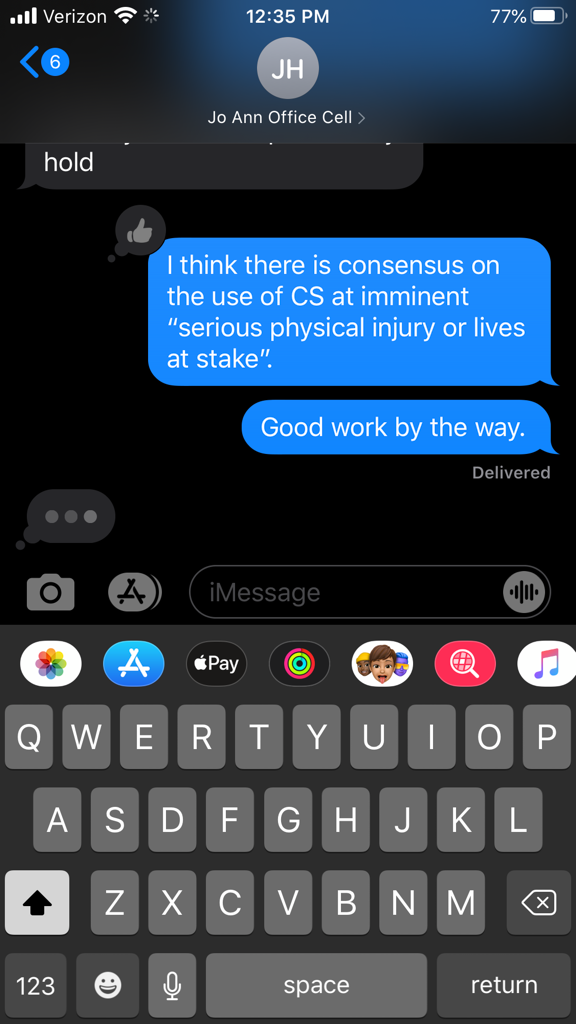 Verizon 12:35 PM 77%
6
JH
Jo Ann Office Cell
hold
I think there is consensus on
the use of CS at imminent
“serious physical injury or lives
at stake”.
Good work by the way.
Delivered
iMessage
Pay
Q W E R T Y U I O P
A S D F G H J K L
Z X C V B N M
123 space return